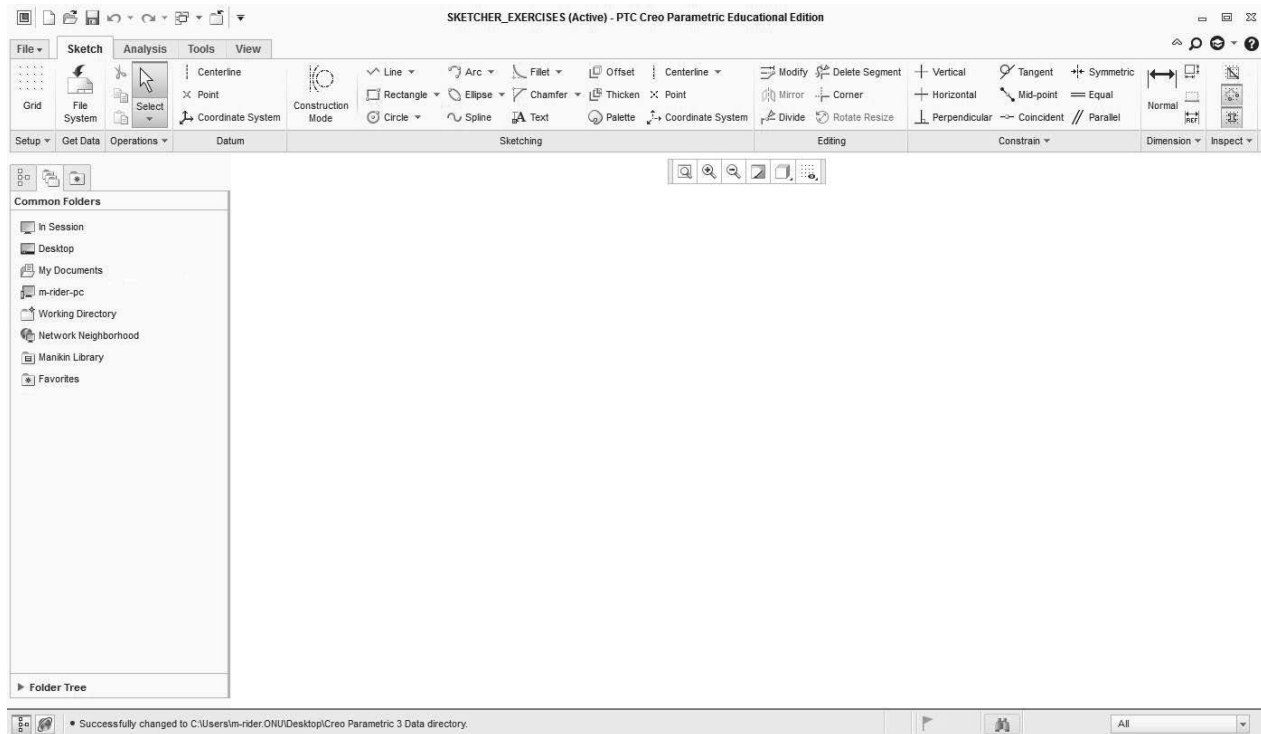 SKETCHER_EXERCISES (Active) - PTC Creo Parametric Educational Edition
File Sketch Analysis Tools View
Grid
File System
Select
Centerline
Point
Coordinate System
Construction Mode
Line Arc Fillet Offset Centerline
Rectangle Ellipse Chamfer Thicken Point
Circle Spline Text Palette Coordinate System
Modify Delete Segment
Mirror Corner
Divide Rotate Resize
Vertical Tangent Symmetric
Horizontal Mid-point Equal
Perpendicular Coincident Parallel
Normal
REF
Setup Get Data Operations Datum Sketching Editing Constrain Dimension Inspect
Common Folders
In Session
Desktop
My Documents
m-rider-pc
Working Directory
Network Neighborhood
Manikin Library
Favorites
Folder Tree
• Successfully changed to C:\Users\m-rider.ONU\Desktop\Creo Parametric 3 Data directory.
All